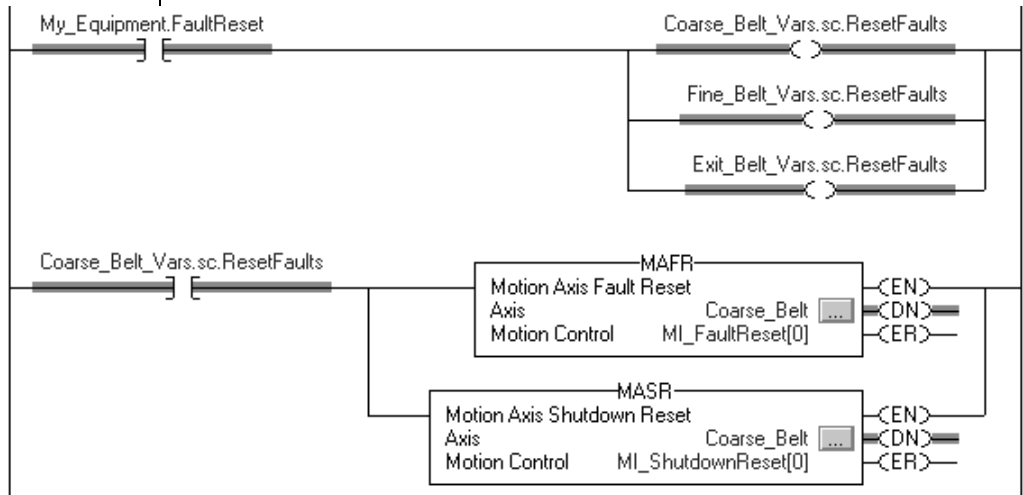 My_Equipment.FaultReset Coarse_Belt_Vars.sc.ResetFaults
Fine_Belt_Vars.sc.ResetFaults
Exit_Belt_Vars.sc.ResetFaults
Coarse_Belt_Vars.sc.ResetFaults
MAFR
Motion Axis Fault Reset EN
Axis Coarse_Belt ... DN
Motion Control MI_FaultReset[0] ER
MASR
Motion Axis Shutdown Reset EN
Axis Coarse_Belt ... DN
Motion Control MI_ShutdownReset[0] ER